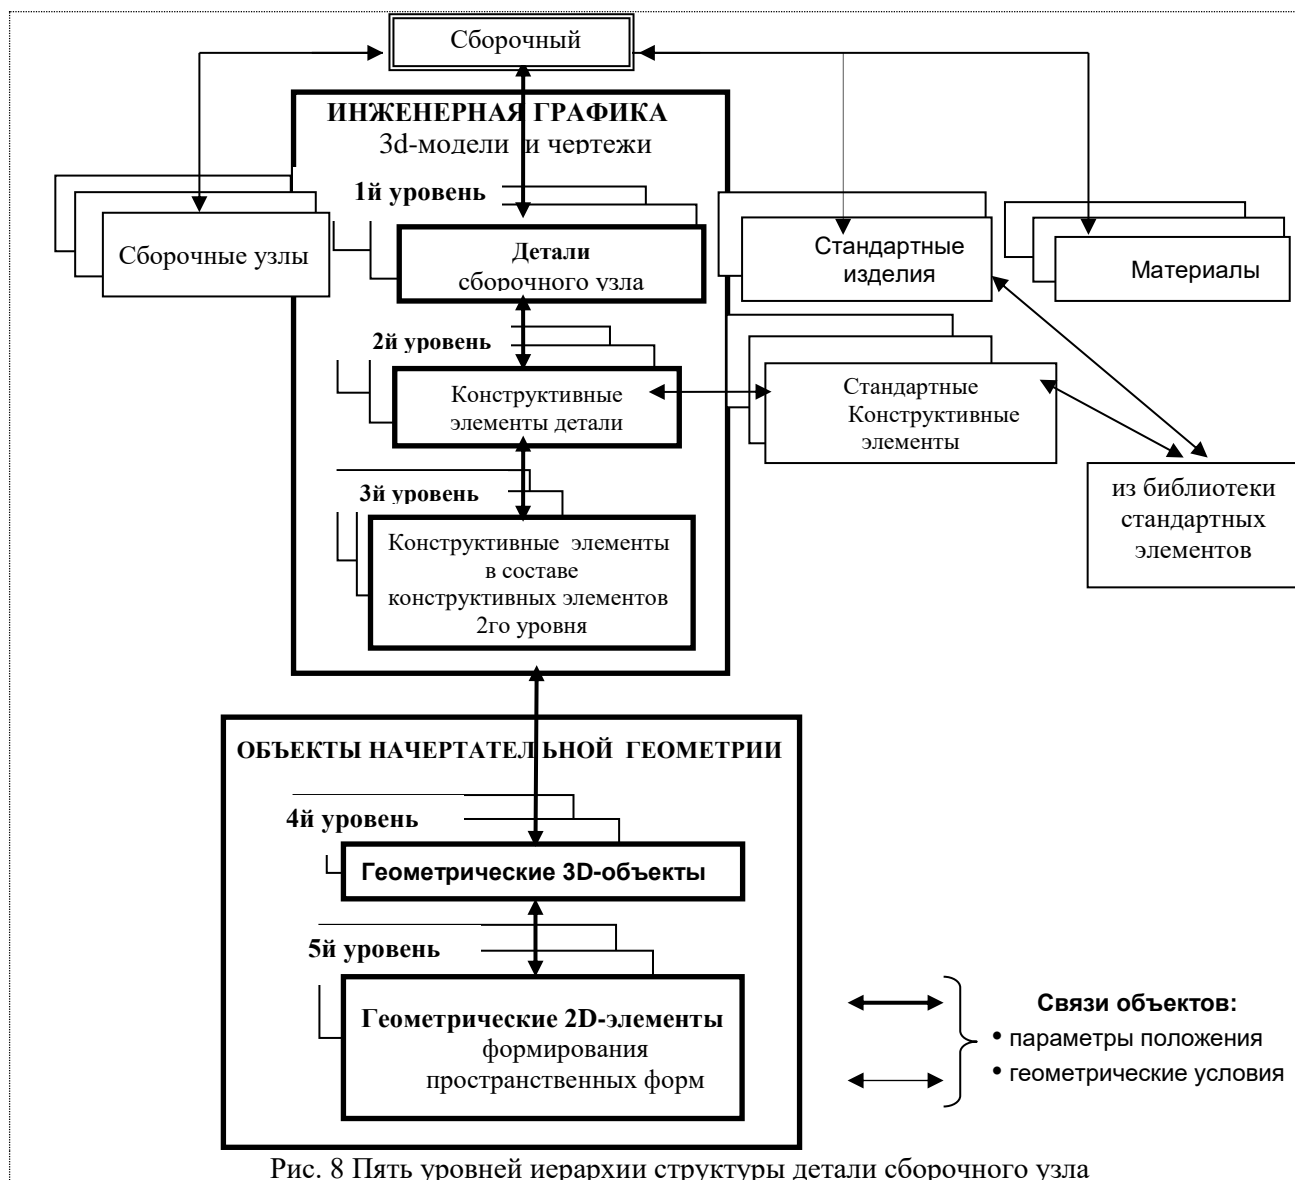 Сборочный
ИНЖЕНЕРНАЯ ГРАФИКА
3d-модели и чертежи
1й уровень
Сборочные узлы
Детали
сборочного узла
Стандартные
изделия
Материалы
2й уровень
Конструктивные
элементы детали
Стандартные
Конструктивные
элементы
3й уровень
Конструктивные элементы
в составе
конструктивных элементов
2го уровня
из библиотеки
стандартных
элементов
ОБЪЕКТЫ НАЧЕРТАТЕЛЬНОЙ ГЕОМЕТРИИ
4й уровень
Геометрические 3D-объекты
5й уровень
Геометрические 2D-элементы
формирования
пространственных форм
Связи объектов:
• параметры положения
• геометрические условия
Рис. 8 Пять уровней иерархии структуры детали сборочного узла